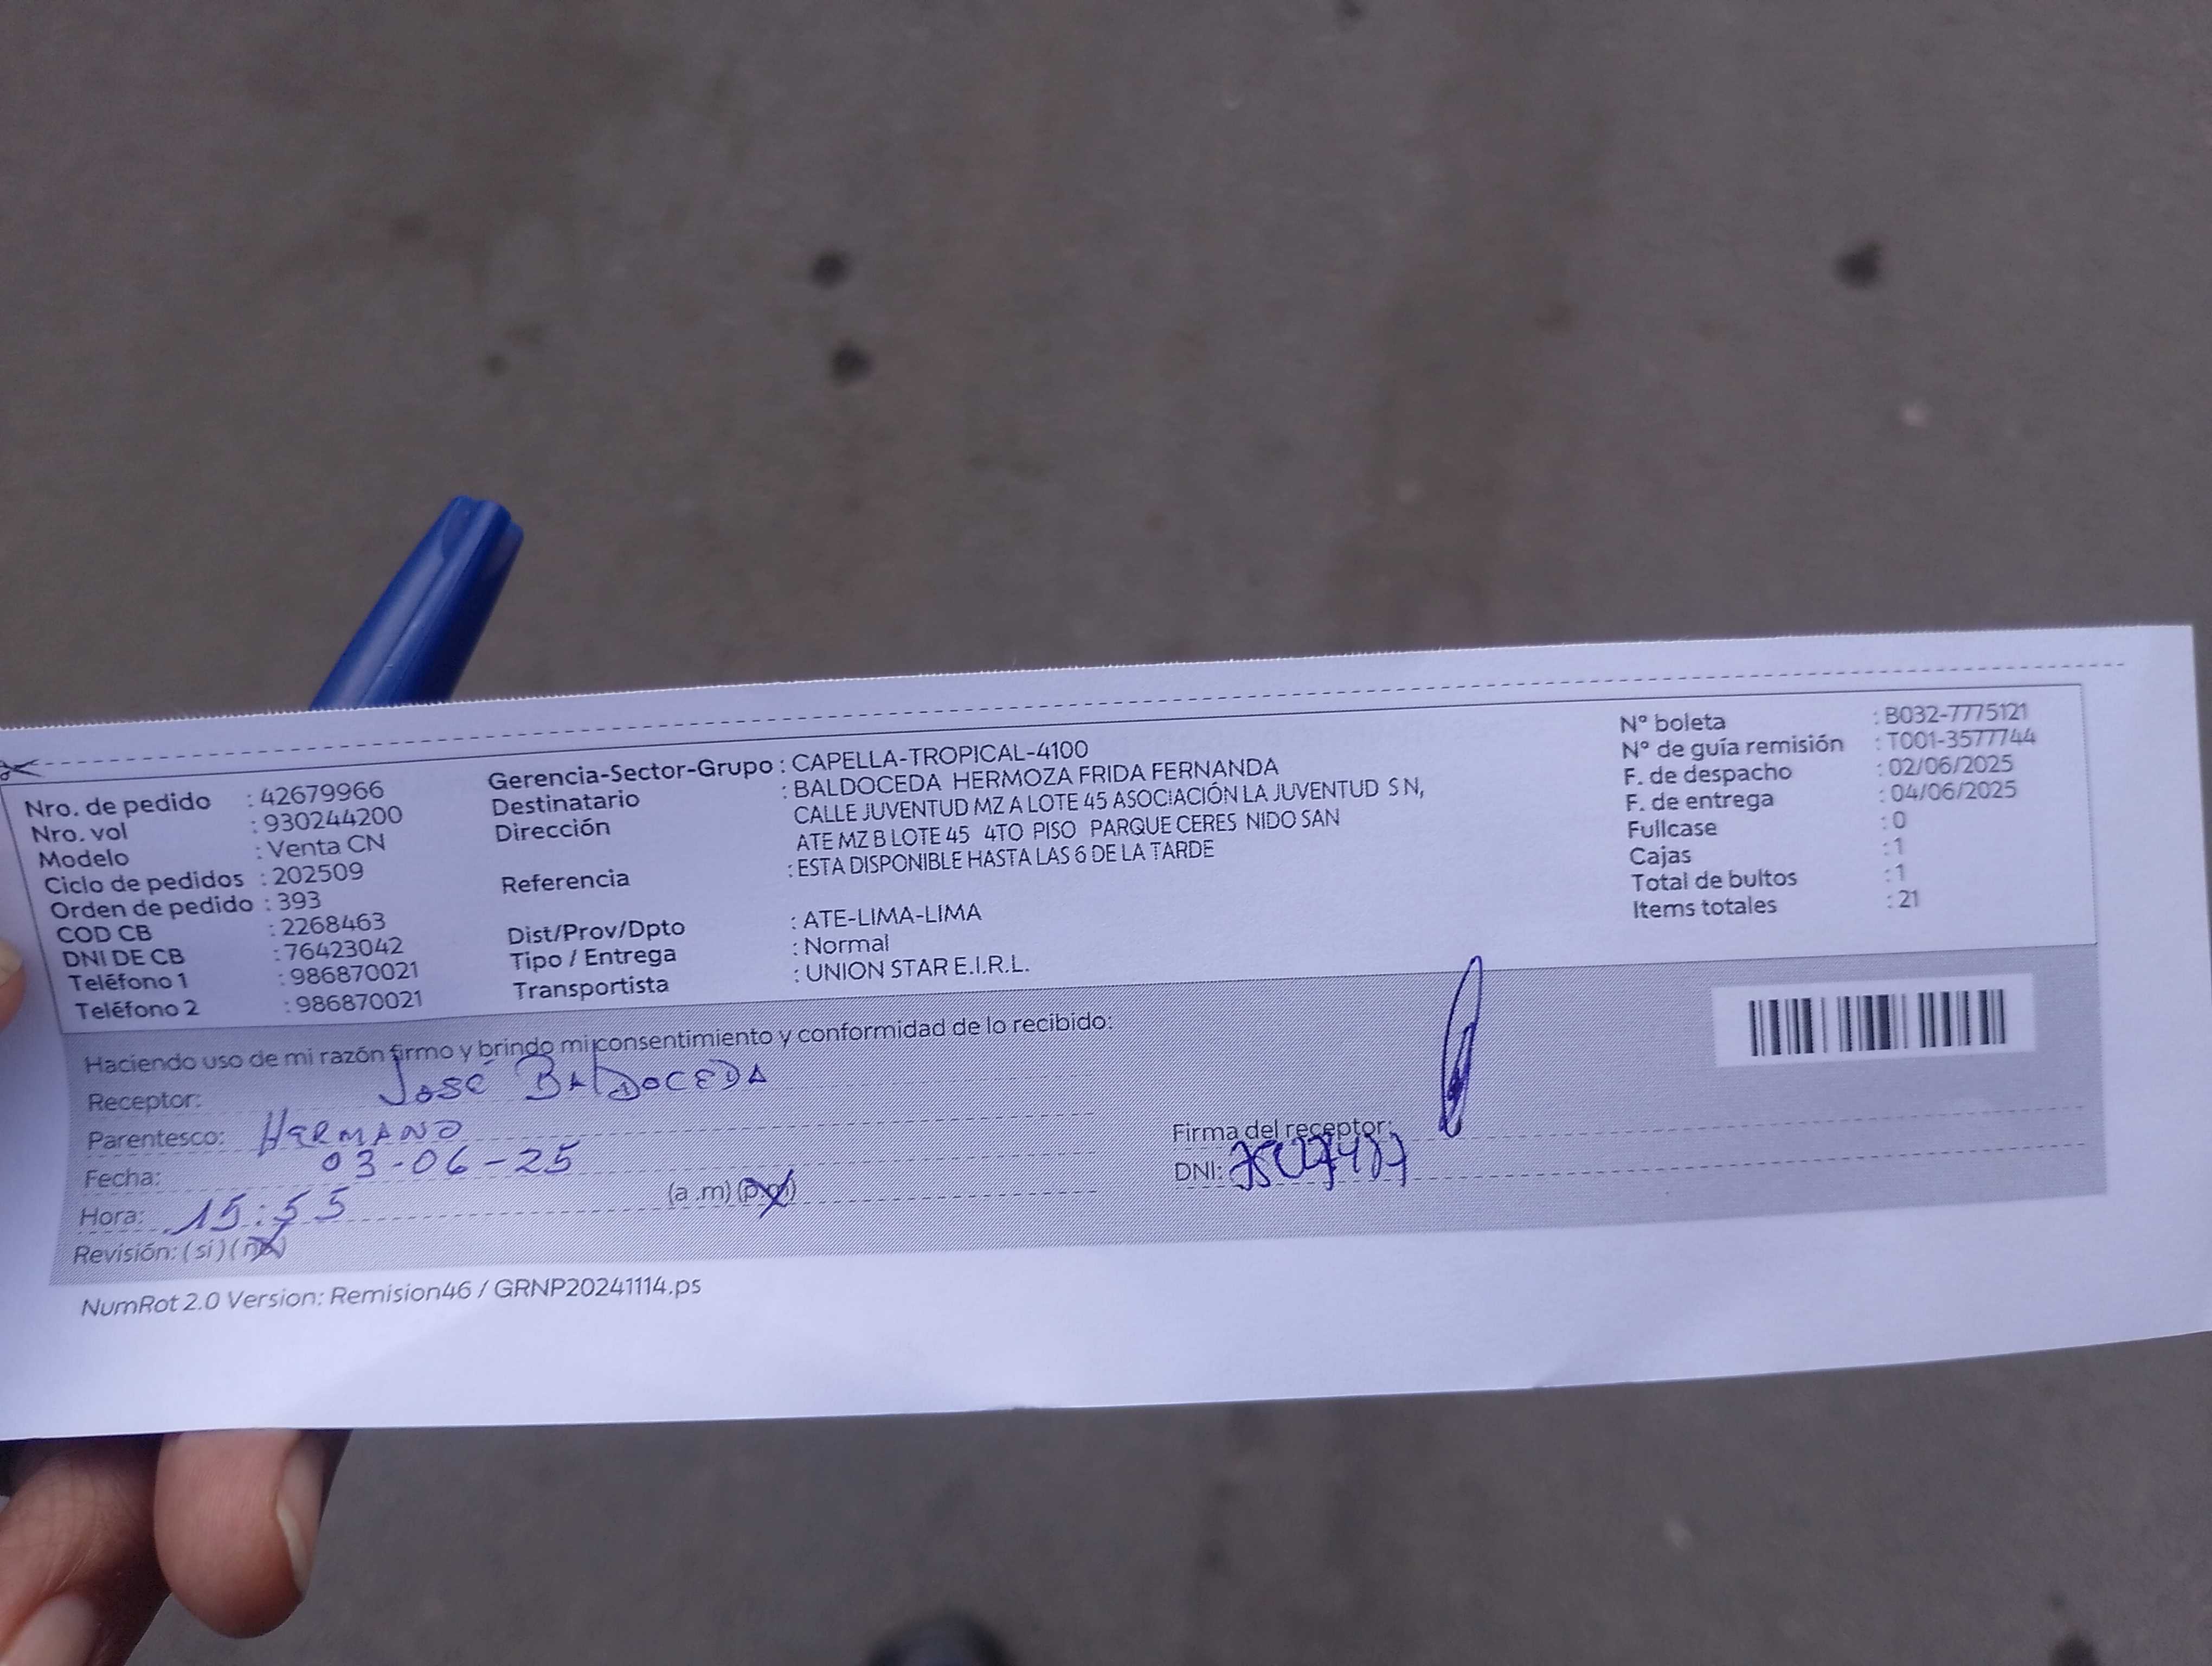 Nro. de pedido : 42679966
Nro. vol : 930244200
Modelo : Venta CN
Ciclo de pedidos : 202509
Orden de pedido : 393
COD CB : 2268463
DNI DE CB : 76423042
Teléfono 1 : 986870021
Teléfono 2 : 986870021
Gerencia-Sector-Grupo : CAPELLA-TROPICAL-4100
Destinatario : BALDOCEDA HERMOZA FRIDA FERNANDA
Dirección CALLE JUVENTUD MZ A LOTE 45 ASOCIACIÓN LA JUVENTUD S N,
ATE MZ B LOTE 45 4TO PISO PARQUE CERES NIDO SAN
Referencia : ESTA DISPONIBLE HASTA LAS 6 DE LA TARDE
Dist/Prov/Dpto : ATE-LIMA-LIMA
Tipo / Entrega : Normal
Transportista : UNION STAR E.I.R.L.
N° boleta : B032-7775121
N° de guía remisión : T001-3577744
F. de despacho : 02/06/2025
F. de entrega : 04/06/2025
Fullcase : 0
Cajas : 1
Total de bultos : 1
Items totales : 21
Haciendo uso de mi razón firmo y brindo mi consentimiento y conformidad de lo recibido:
Receptor: José BALDOCEDA
Parentesco: HERMANO
Fecha: 03-06-25
Hora: 15:55 (a .m) (p.m)
Revisión: (si) (no)
Firma del receptor:
DNI:
NumRot 2.0 Version: Remision46 / GRNP20241114.ps